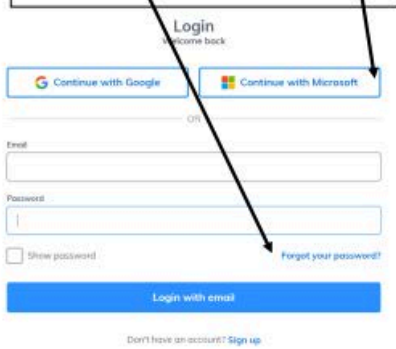 Login
Welcome back
Continue with Google
Continue with Microsoft
OR
Email
Password
Show password
Forgot your password?
Login with email
Don't have an account? Sign up